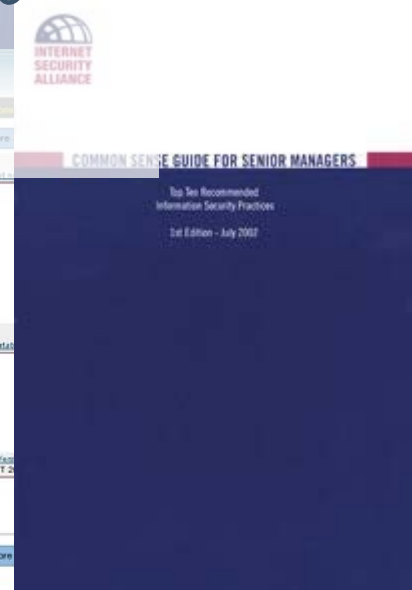 INTERNET
SECURITY
ALLIANCE
COMMON SENSE GUIDE FOR SENIOR MANAGERS
Top Ten Recommended
Information Security Practices
1st Edition - July 2002